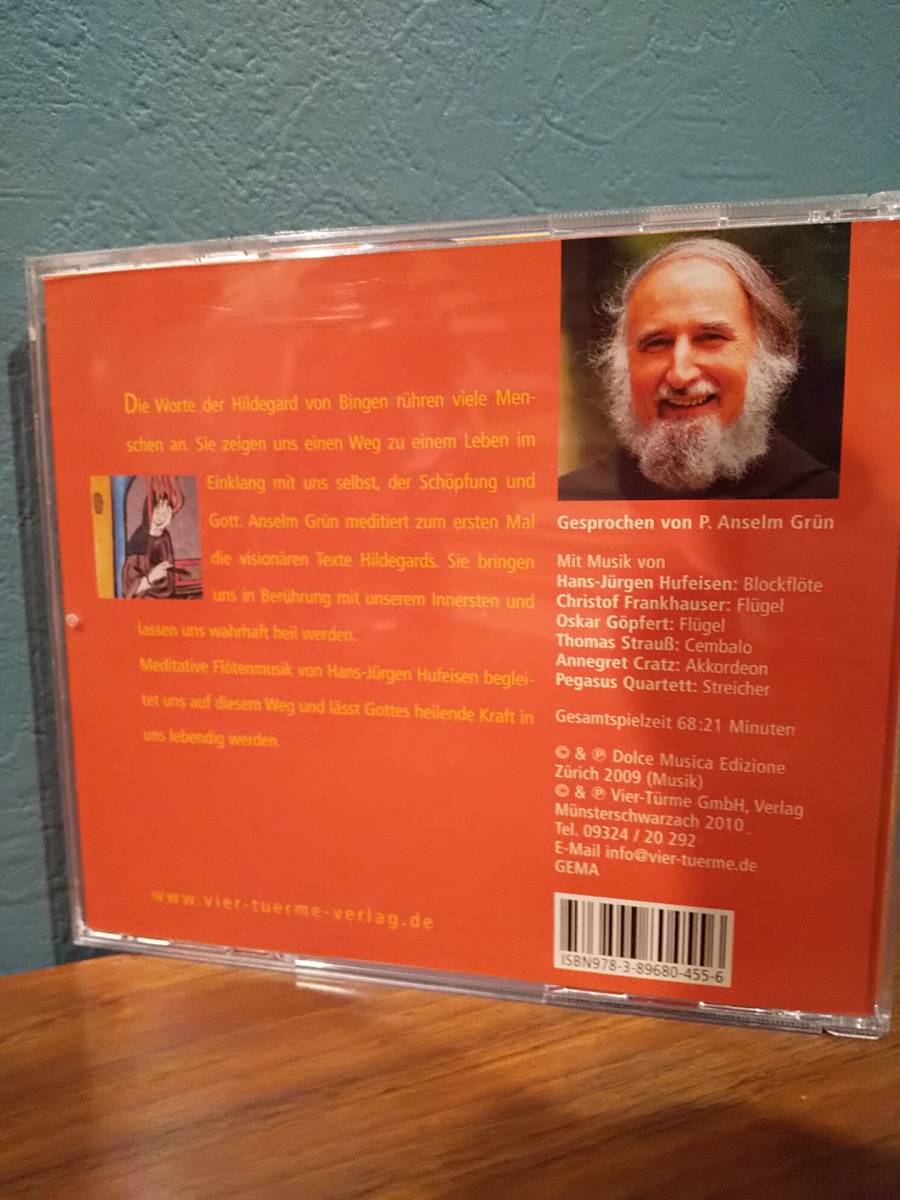 Die Worte der Hildegard von Bingen rühren viele Men-
schen an. Sie zeigen uns einen Weg zu einem Leben im
Einklang mit uns selbst, der Schöpfung und
Gott. Anselm Grün meditiert zum ersten Mal
die visionären Texte Hildegards. Sie bringen
uns in Berührung mit unserem Innersten und
lassen uns wahrhaft heil werden.
Meditative Flötenmusik von Hans-Jürgen Hufeisen beglei-
tet uns auf diesem Weg und lässt Gottes heilende Kraft in
uns lebendig werden.
www.vier-tuerme-verlag.de
Gesprochen von P. Anselm Grün
Mit Musik von
Hans-Jürgen Hufeisen: Blockflöte
Christof Frankhauser: Flügel
Oskar Göpfert: Flügel
Thomas Strauß: Cembalo
Annegret Cratz: Akkordeon
Pegasus Quartett: Streicher
Gesamtspielzeit 68:21 Minuten
© & ℗ Dolce Musica Edizione
Zürich 2009 (Musik)
© & ℗ Vier-Türme GmbH, Verlag
Münsterschwarzach 2010
Tel. 09324 / 20 292
E-Mail info@vier-tuerme.de
GEMA
ISBN978-3-89680-455-6